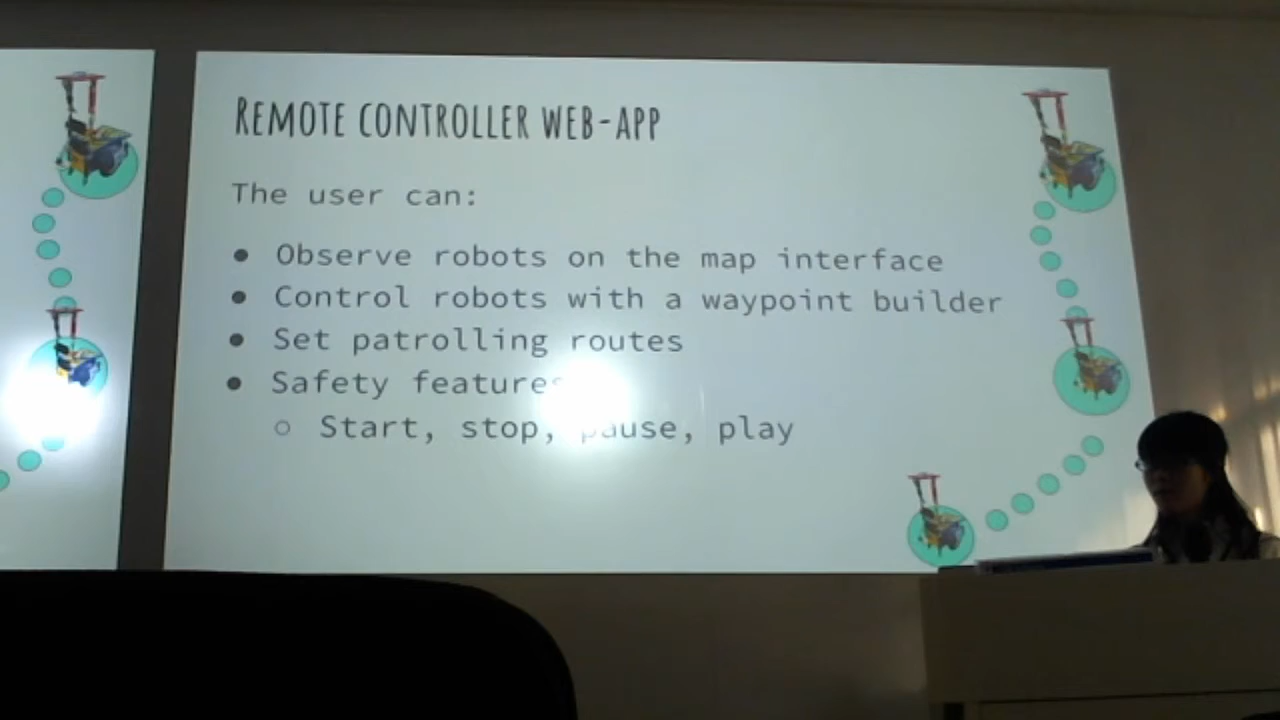 Remote controller web-app
The user can:
● Observe robots on the map interface
● Control robots with a waypoint builder
● Set patrolling routes
● Safety features
○ Start, stop, pause, play